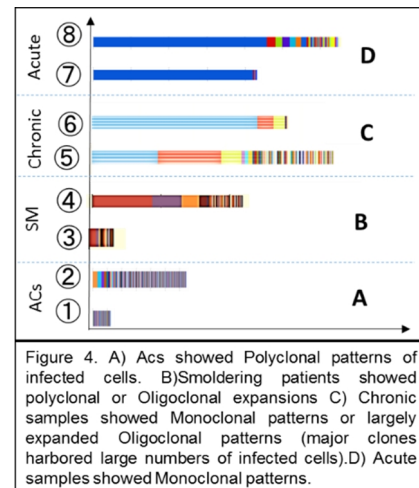 Acute
⑧
D
⑦
Chronic
⑥
C
⑤
SM
④
B
③
ACs
②
A
①
Figure 4. A) Acs showed Polyclonal patterns of
infected cells. B)Smoldering patients showed
polyclonal or Oligoclonal expansions C) Chronic
samples showed Monoclonal patterns or largely
expanded Oligoclonal patterns (major clones
harbored large numbers of infected cells).D) Acute
samples showed Monoclonal patterns.